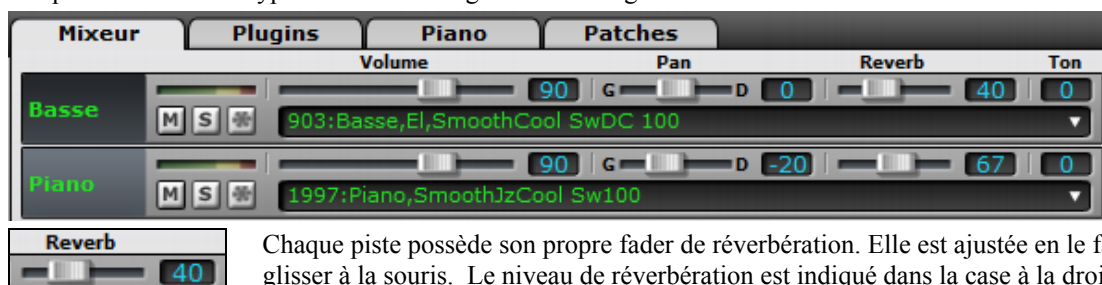 Mixeur Plugins Piano Patches
Volume Pan Reverb Ton
Basse 90 G D 0 40 0
M S 903:Basse,El,SmoothCool SwDC 100
Piano 90 G D -20 67 0
M S 1997:Piano,SmoothJzCool Sw100
Reverb
40
Chaque piste possède son propre fader de réverbération. Elle est ajustée en le f
glisser à la souris. Le niveau de réverbération est indiqué dans la case à la droi